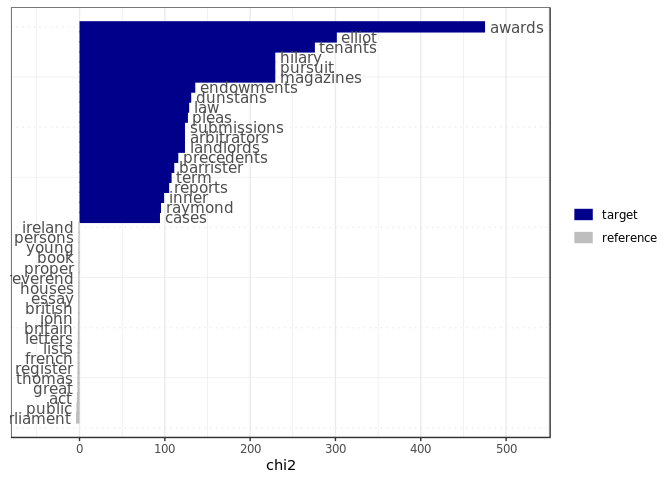 awards
elliot
tenants
hilary
pursuit
magazines
endowments
dunstans
law
pleas
submissions
arbitrators
landlords
precedents
barrister
term
reports
inner
raymond
cases
ireland
persons
young
book
proper
reverend
houses
essay
british
john
britain
letters
lists
french
register
thomas
great
act
public
rliament
target
reference
0 100 200 300 400 500
chi2